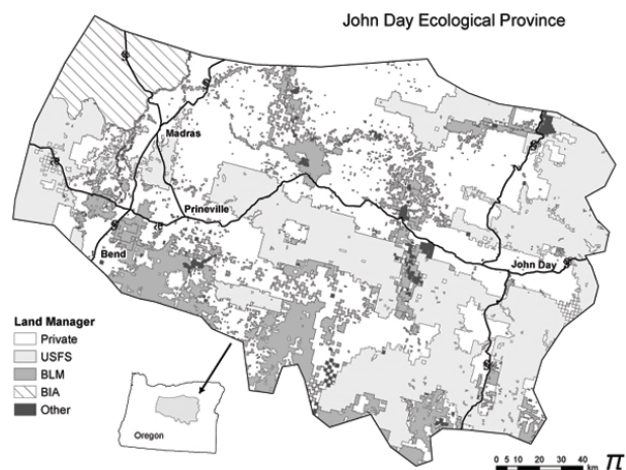 John Day Ecological Province
Madras
Prineville
Bend
John Day
Land Manager
Private
USFS
BLM
BIA
Other
Oregon
0 5 10 20 30 40
km
π